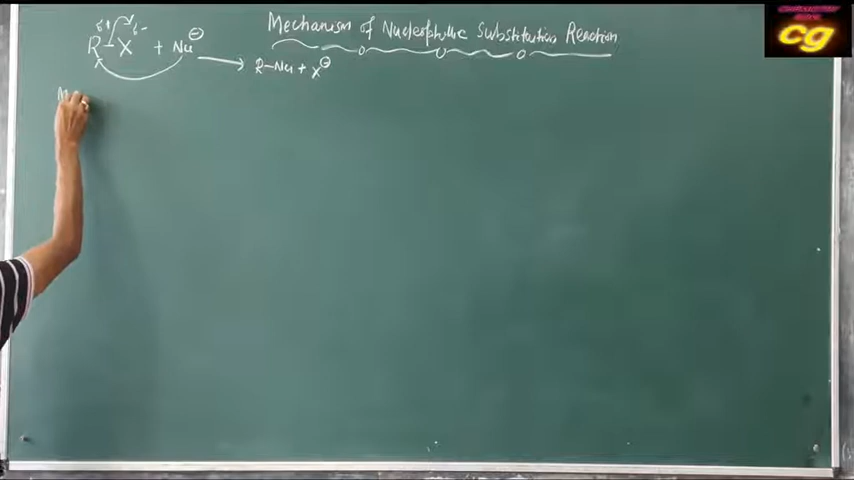 Mechanism of Nucleophilic Substitution Reaction
R - X + Nu⊖ → R-Nu + X⊖
δ+ δ-
cg